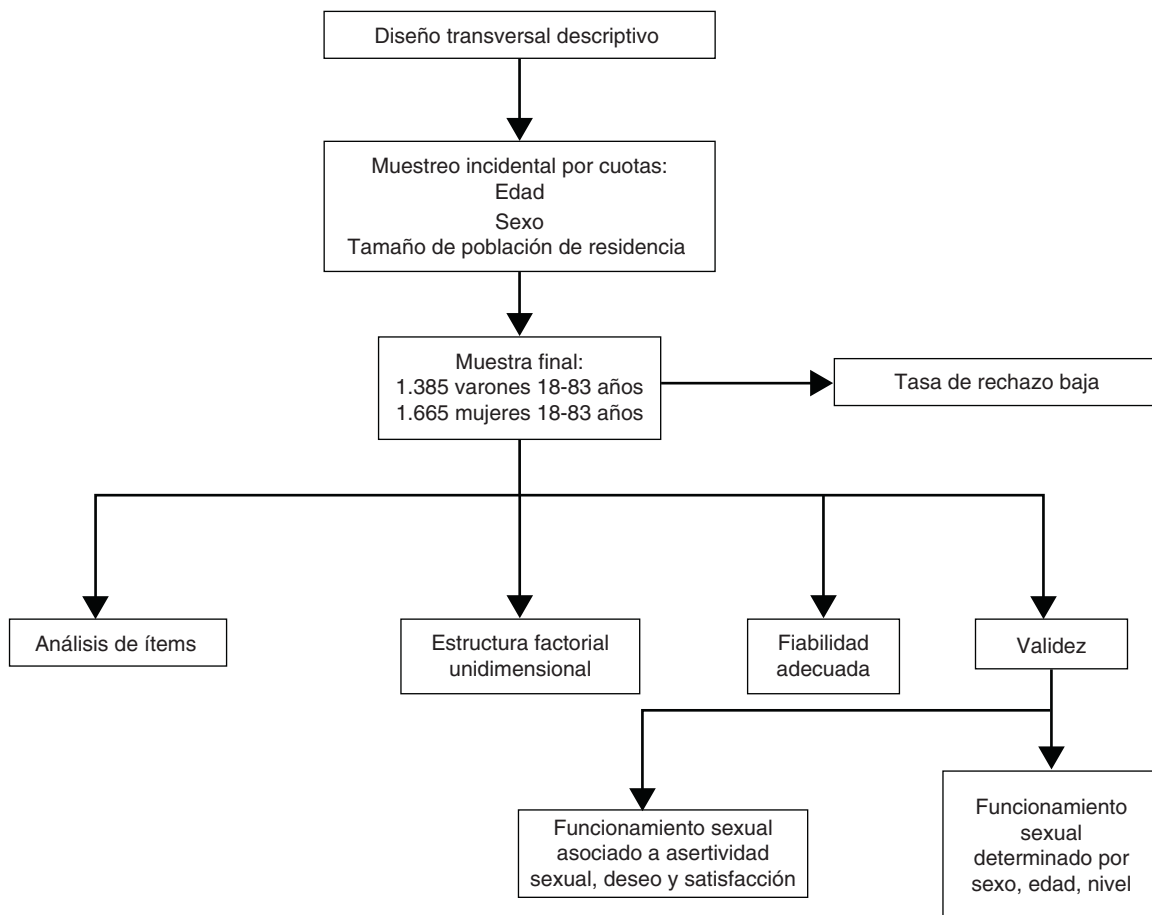 Diseño transversal descriptivo
Muestreo incidental por cuotas:
Edad
Sexo
Tamaño de población de residencia
Muestra final:
1.385 varones 18-83 años
1.665 mujeres 18-83 años
Tasa de rechazo baja
Análisis de ítems
Estructura factorial
unidimensional
Fiabilidad
adecuada
Validez
Funcionamiento sexual
asociado a asertividad
sexual, deseo y satisfacción
Funcionamiento
sexual
determinado por
sexo, edad, nivel